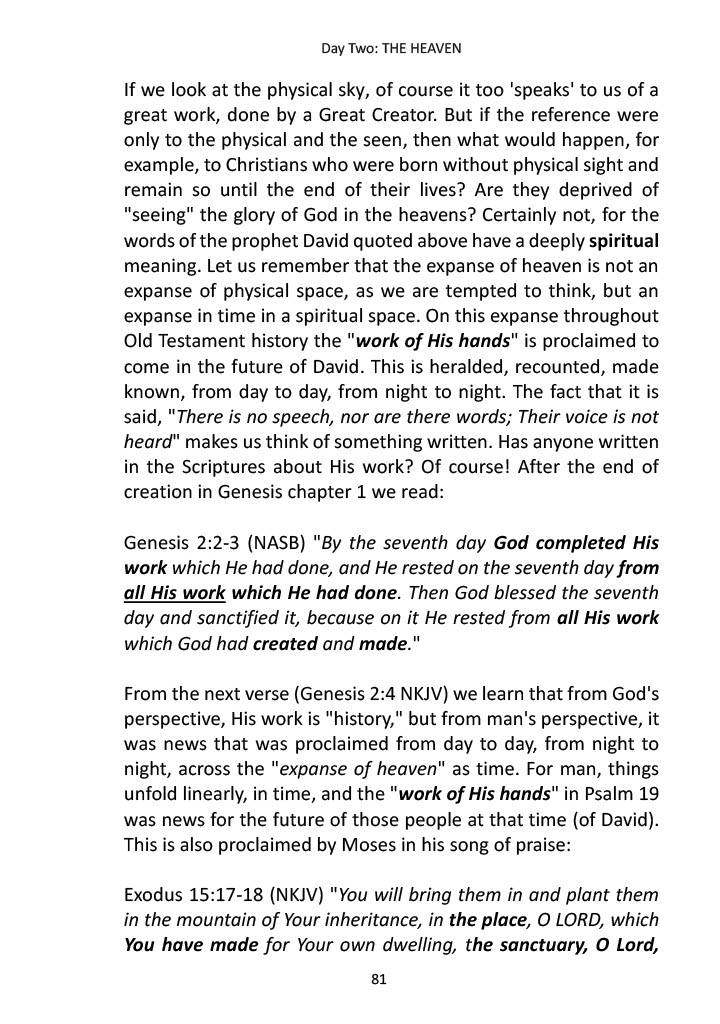 Day Two: THE HEAVEN
If we look at the physical sky, of course it too 'speaks' to us of a
great work, done by a Great Creator. But if the reference were
only to the physical and the seen, then what would happen, for
example, to Christians who were born without physical sight and
remain so until the end of their lives? Are they deprived of
"seeing" the glory of God in the heavens? Certainly not, for the
words of the prophet David quoted above have a deeply spiritual
meaning. Let us remember that the expanse of heaven is not an
expanse of physical space, as we are tempted to think, but an
expanse in time in a spiritual space. On this expanse throughout
Old Testament history the "work of His hands" is proclaimed to
come in the future of David. This is heralded, recounted, made
known, from day to day, from night to night. The fact that it is
said, "There is no speech, nor are there words; Their voice is not
heard" makes us think of something written. Has anyone written
in the Scriptures about His work? Of course! After the end of
creation in Genesis chapter 1 we read:
Genesis 2:2-3 (NASB) "By the seventh day God completed His
work which He had done, and He rested on the seventh day from
all His work which He had done. Then God blessed the seventh
day and sanctified it, because on it He rested from all His work
which God had created and made."
From the next verse (Genesis 2:4 NKJV) we learn that from God's
perspective, His work is "history," but from man's perspective, it
was news that was proclaimed from day to day, from night to
night, across the "expanse of heaven" as time. For man, things
unfold linearly, in time, and the "work of His hands" in Psalm 19
was news for the future of those people at that time (of David).
This is also proclaimed by Moses in his song of praise:
Exodus 15:17-18 (NKJV) "You will bring them in and plant them
in the mountain of Your inheritance, in the place, O LORD, which
You have made for Your own dwelling, the sanctuary, O Lord,
81